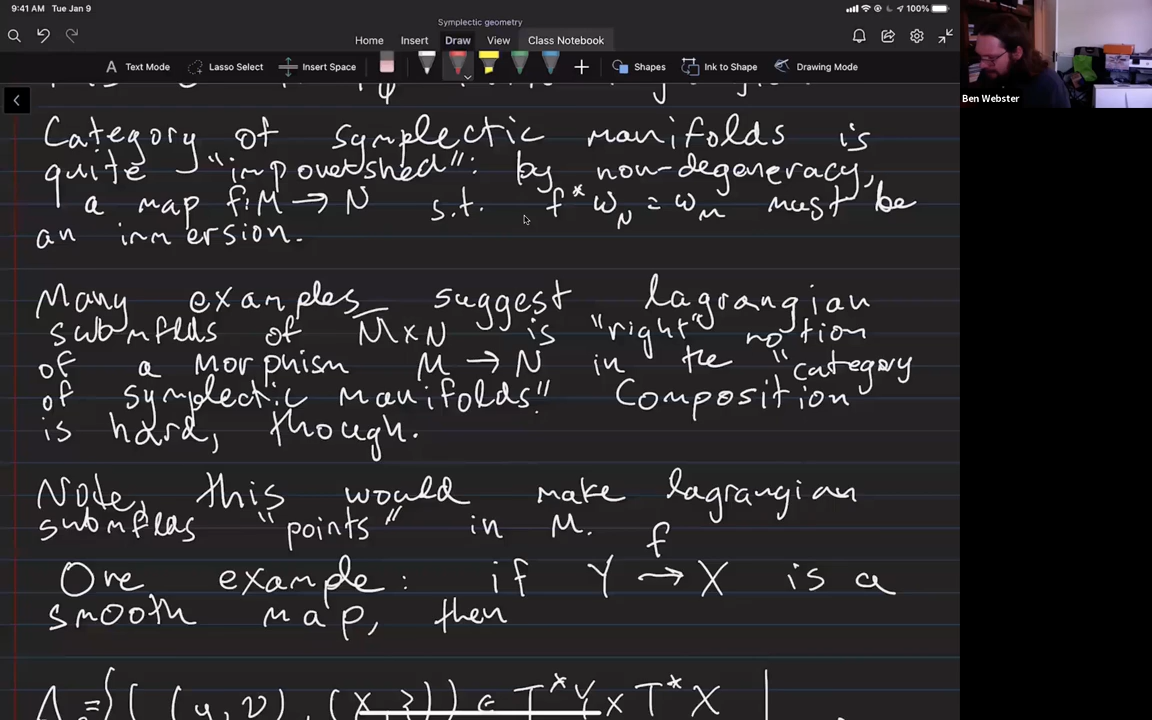 9:41 AM Tue Jan 9
100%
Symplectic geometry
Home Insert Draw View Class Notebook
Text Mode Lasso Select Insert Space Shapes Ink to Shape Drawing Mode
Ben Webster
Category of symplectic manifolds is
quite "impoverished": by non-degeneracy,
a map f: M → N s.t. f* ω_N = ω_M must be
an immersion.
Many examples suggest lagrangian
submflds of M̅ × N is "right" notion
of a morphism M → N in the "category
of symplectic manifolds". Composition
is hard, though.
Note, this would make lagrangian
submflds "points" in M.
One example: if Y →^f X is a
smooth map, then
(y, ν), (x, ξ)) ∈ T*Y × T*X |